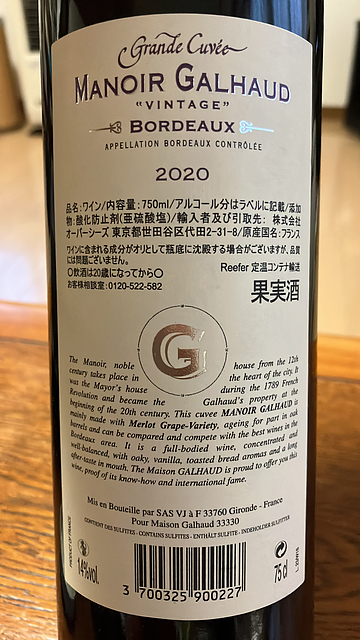 Grande Cuvée
MANOIR GALHAUD
"VINTAGE"
BORDEAUX
APPELLATION BORDEAUX CONTRÔLÉE
2020
品名:ワイン/内容量:750ml/アルコール分はラベルに記載/添加
物:酸化防止剤(亜硫酸塩)/輸入者及び引取先: 株式会社
オーバーシーズ 東京都世田谷区代田2-31-8/原産国名:フランス
ワインに含まれる成分がオリとして瓶底に沈殿する場合がございますが、品質
には問題ございません。
Reefer 定温コンテナ輸送
〇飲酒は20歳になってから〇
お客様相談室:0120-522-582
果実酒
G
The Manoir, noble house from the 12th
century takes place in the heart of the city. It
was the Mayor's house during the 1789 French
Revolution and became the Galhaud's property at the
beginning of the 20th century. This cuvee MANOIR GALHAUD is
mainly made with Merlot Grape-Variety, ageing for part in oak
barrels and can be compared and compete with the best wines in the
Bordeaux area. It is a full-bodied wine, concentrated and
well-balanced, with oaky, vanilla, toasted bread aromas and a long
after-taste in mouth. The Maison GALHAUD is proud to offer you this
wine, proof of its know-how and international fame.
Mis en Bouteille par SAS VJ à F 33760 Gironde - France
Pour Maison Galhaud 33330
CONTIENT DES SULFITES - CONTAINS SULFITES - ENTHÄLT SULFITE - INDEHOLDER SULFITTER
PRODUCT OF FRANCE
14%vol.
3 700325 900227
75 cl